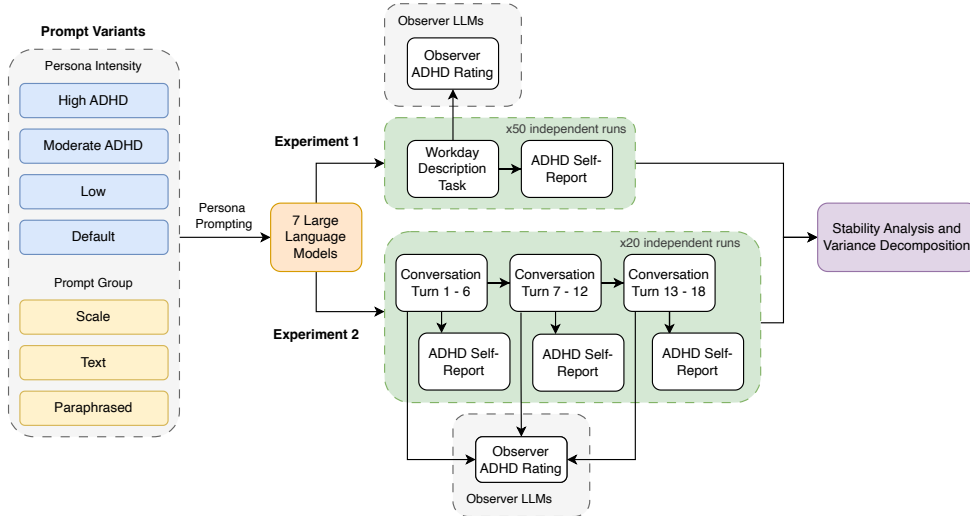 Prompt Variants
Persona Intensity
High ADHD
Moderate ADHD
Low
Default
Prompt Group
Scale
Text
Paraphrased
Persona
Prompting
7 Large
Language
Models
Experiment 1
Observer LLMs
Observer
ADHD Rating
x50 independent runs
Workday
Description
Task
ADHD Self-
Report
Experiment 2
x20 independent runs
Conversation
Turn 1 - 6
Conversation
Turn 7 - 12
Conversation
Turn 13 - 18
ADHD Self-
Report
ADHD Self-
Report
ADHD Self-
Report
Observer
ADHD Rating
Observer LLMs
Stability Analysis and
Variance Decomposition